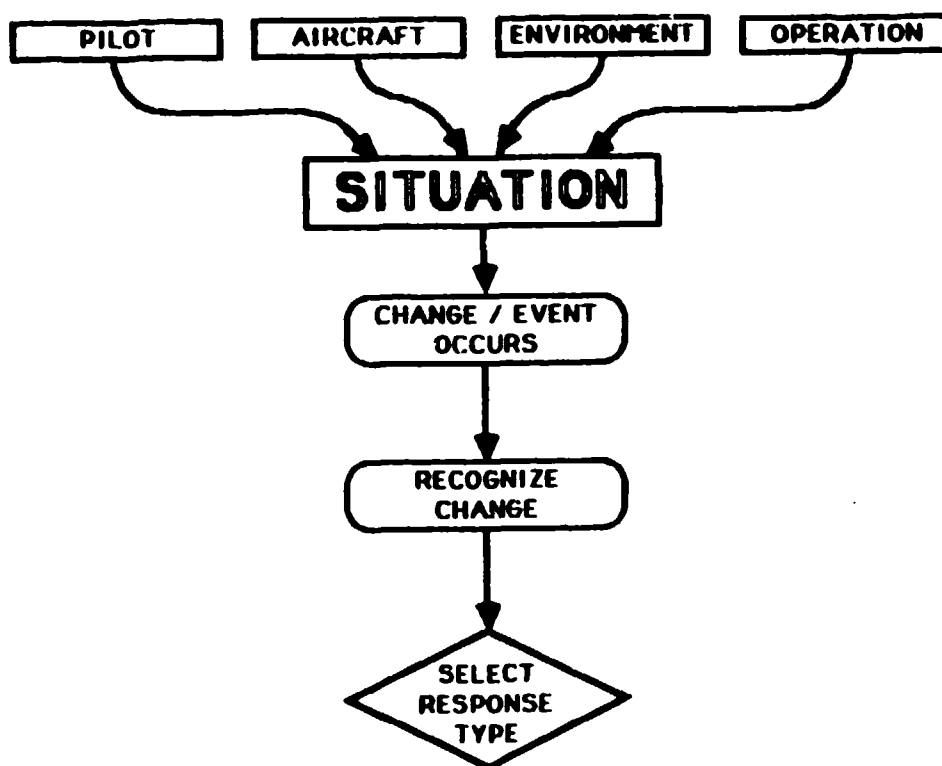 PILOT
AIRCRAFT
ENVIRONMENT
OPERATION
SITUATION
CHANGE / EVENT
OCCURS
RECOGNIZE
CHANGE
SELECT
RESPONSE
TYPE